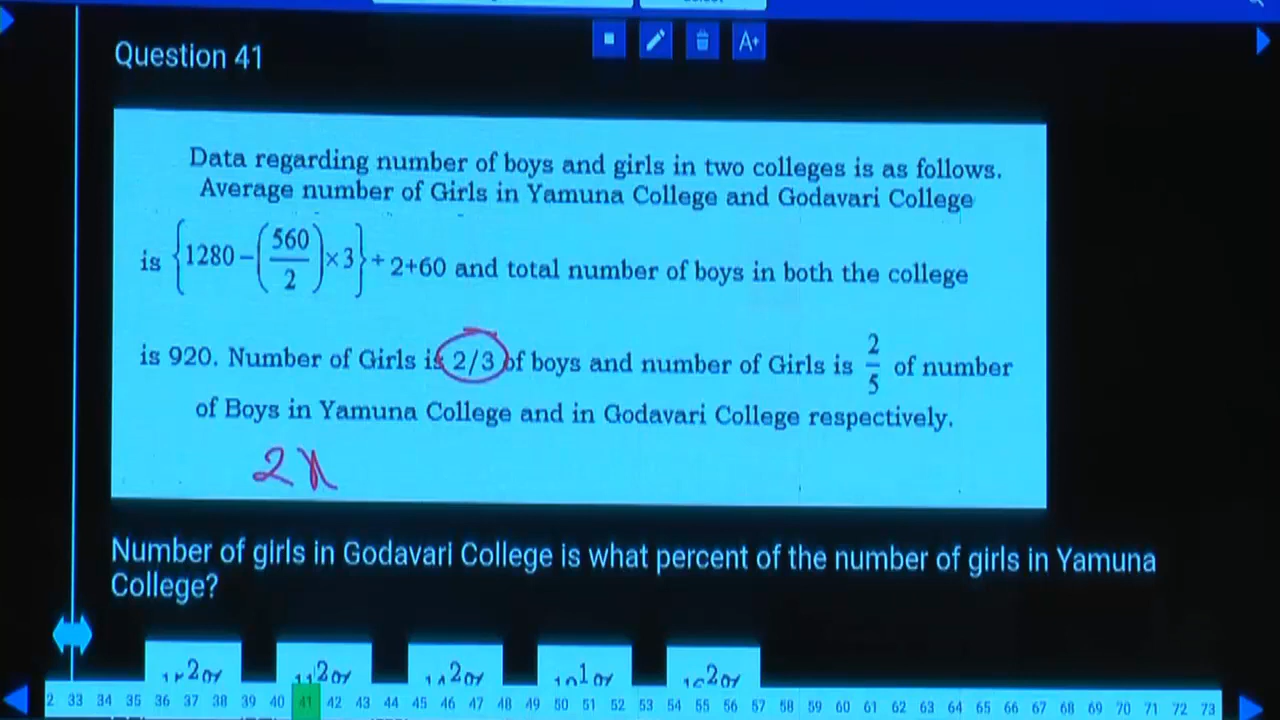 Question 41
A+
Data regarding number of boys and girls in two colleges is as follows.
Average number of Girls in Yamuna College and Godavari College
is {1280−(560/2)×3}÷2+60 and total number of boys in both the college
is 920. Number of Girls is 2/3 of boys and number of Girls is 2/5 of number
of Boys in Yamuna College and in Godavari College respectively.
2x
Number of girls in Godavari College is what percent of the number of girls in Yamuna
College?
2 33 34 35 36 37 38 39 40 41 42 43 44 45 46 47 48 49 50 51 52 53 54 55 56 57 58 59 60 61 62 63 64 65 66 67 68 69 70 71 72 73